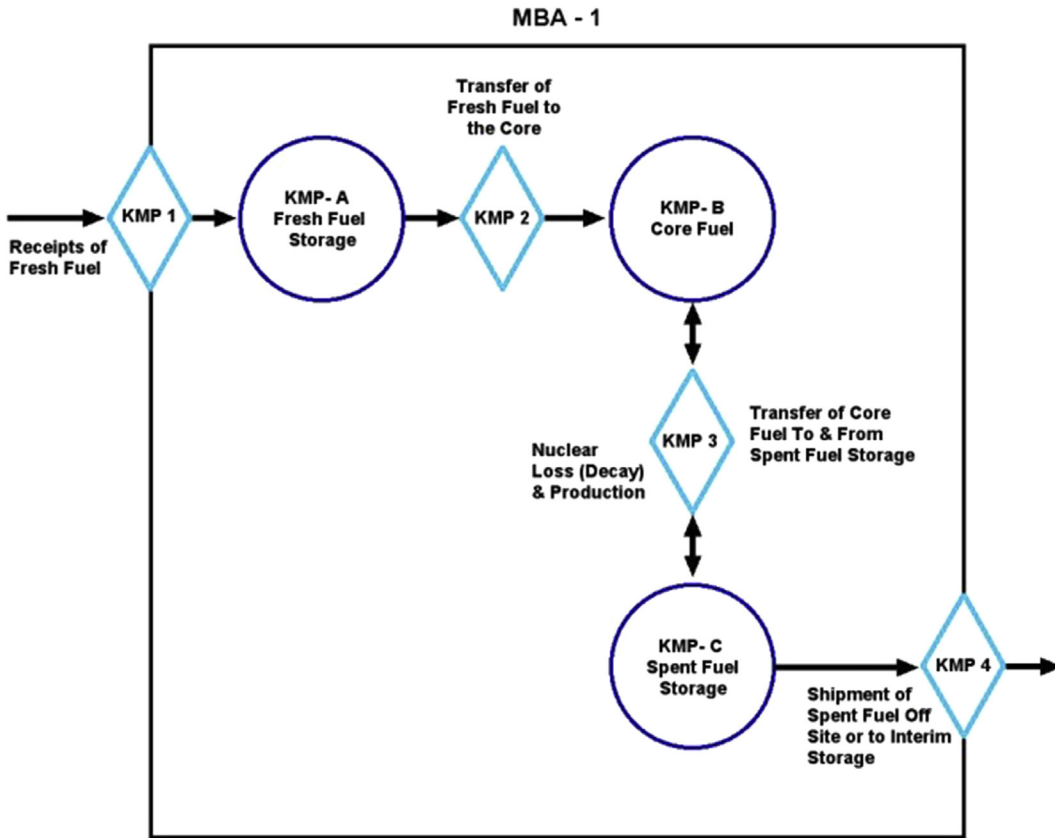 MBA - 1
Transfer of
Fresh Fuel to
the Core
KMP 1
KMP- A
Fresh Fuel
Storage
KMP 2
KMP- B
Core Fuel
Receipts of
Fresh Fuel
KMP 3
Transfer of Core
Fuel To & From
Spent Fuel Storage
Nuclear
Loss (Decay)
& Production
KMP- C
Spent Fuel
Storage
KMP 4
Shipment of
Spent Fuel Off
Site or to Interim
Storage